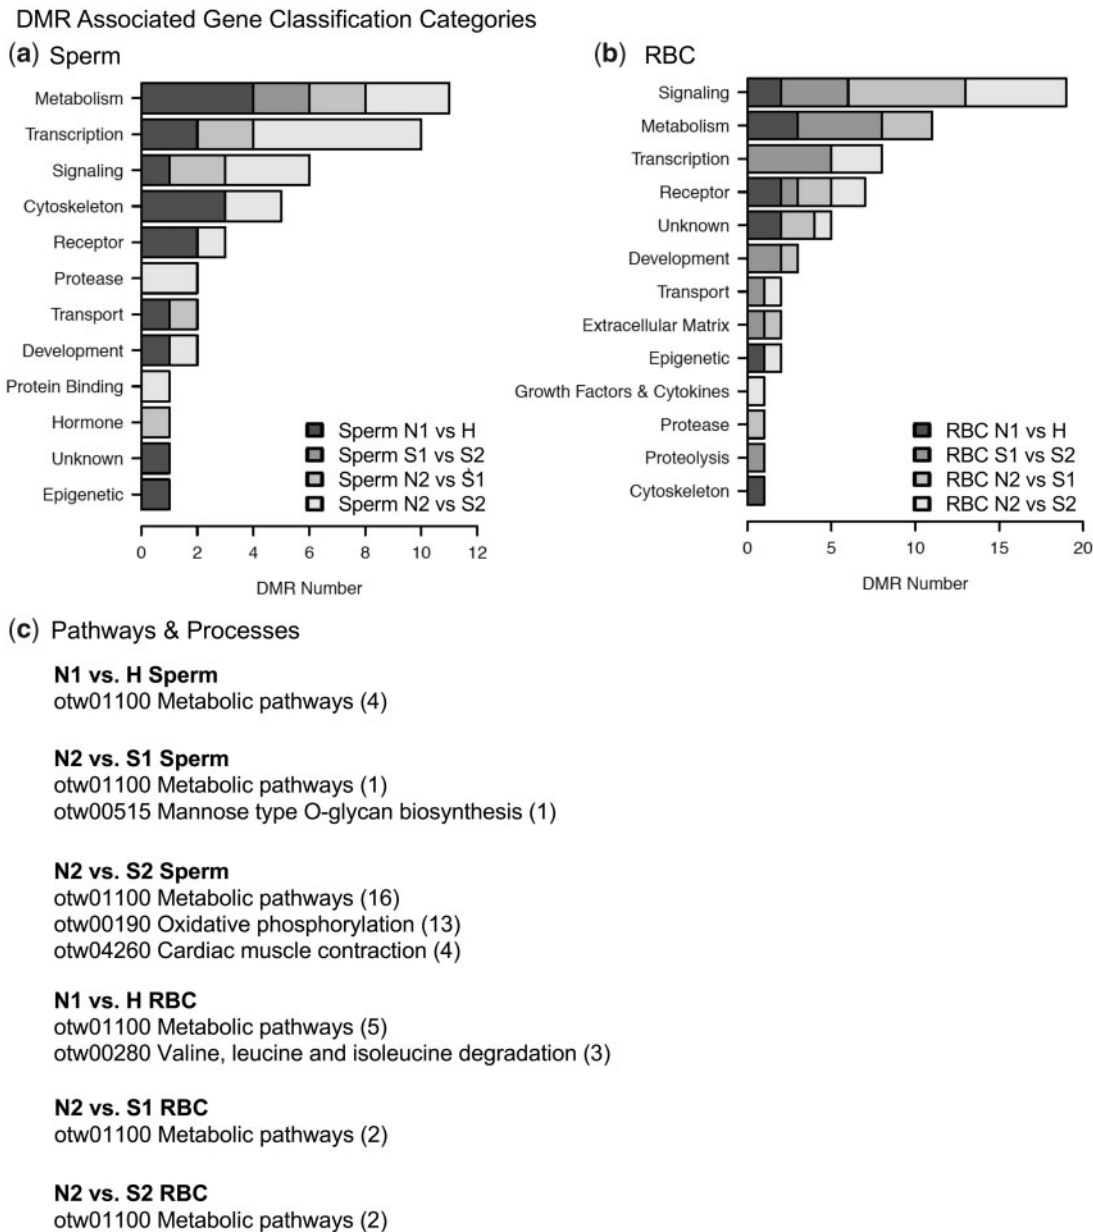 DMR Associated Gene Classification Categories
(a) Sperm
Metabolism
Transcription
Signaling
Cytoskeleton
Receptor
Protease
Transport
Development
Protein Binding
Hormone
Unknown
Epigenetic
Sperm N1 vs H
Sperm S1 vs S2
Sperm N2 vs S1
Sperm N2 vs S2
0 2 4 6 8 10 12
DMR Number
(b) RBC
Signaling
Metabolism
Transcription
Receptor
Unknown
Development
Transport
Extracellular Matrix
Epigenetic
Growth Factors & Cytokines
Protease
Proteolysis
Cytoskeleton
RBC N1 vs H
RBC S1 vs S2
RBC N2 vs S1
RBC N2 vs S2
0 5 10 15 20
DMR Number
(c) Pathways & Processes
N1 vs. H Sperm
otw01100 Metabolic pathways (4)
N2 vs. S1 Sperm
otw01100 Metabolic pathways (1)
otw00515 Mannose type O-glycan biosynthesis (1)
N2 vs. S2 Sperm
otw01100 Metabolic pathways (16)
otw00190 Oxidative phosphorylation (13)
otw04260 Cardiac muscle contraction (4)
N1 vs. H RBC
otw01100 Metabolic pathways (5)
otw00280 Valine, leucine and isoleucine degradation (3)
N2 vs. S1 RBC
otw01100 Metabolic pathways (2)
N2 vs. S2 RBC
otw01100 Metabolic pathways (2)